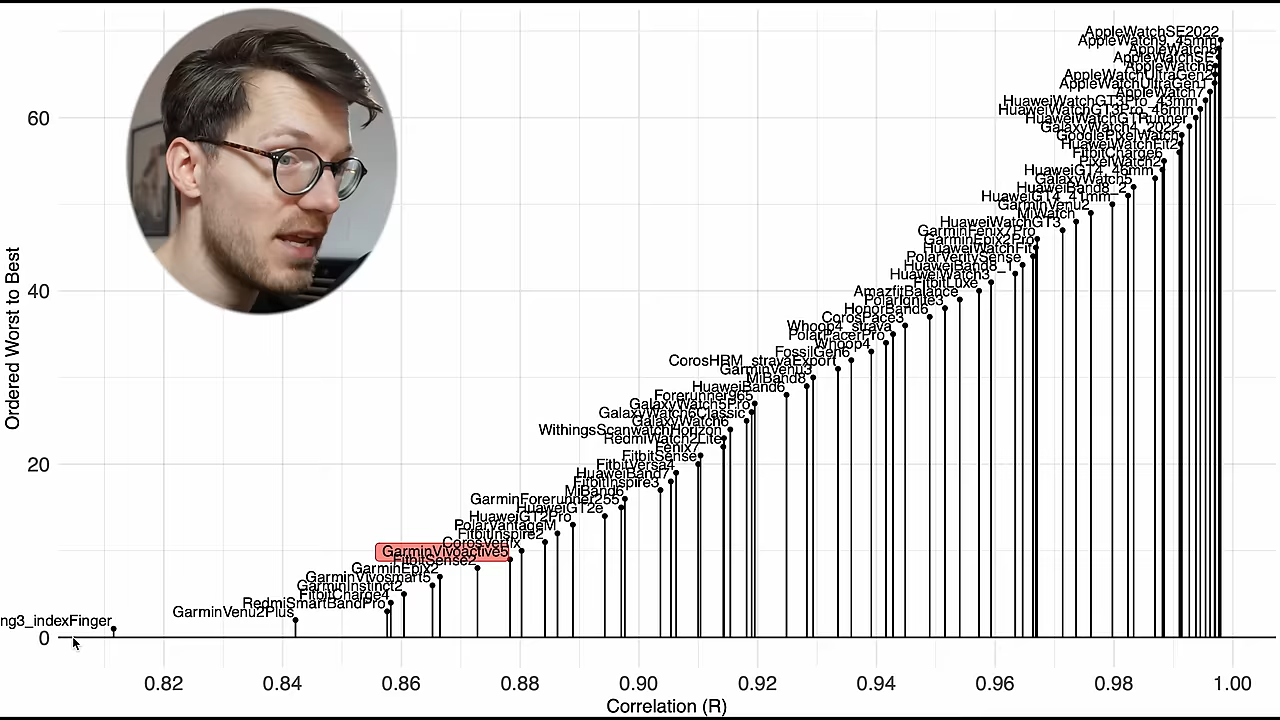 AppleWatchSE2022
AppleWatch9_45mm
AppleWatch8
AppleWatchSE
AppleWatch6
AppleWatchUltraGen2
AppleWatchUltraGen1
AppleWatch7
HuaweiWatchGT3Pro_43mm
HuaweiWatchGT3Pro_46mm
HuaweiWatchGTRunner
GalaxyWatch4_2022
GooglePixelWatch
HuaweiWatchFit2
FitbitCharge6
PixelWatch2
HuaweiGT4_46mm
GalaxyWatch5
HuaweiBand8_2
HuaweiGT4_41mm
GarminVenu2
MiWatch
HuaweiWatchGT3
GarminFenix7Pro
GarminEpix2Pro
HuaweiWatchFit
PolarVeritySense
HuaweiBand8_1
HuaweiWatch3
FitbitLuxe
AmazfitBalance
PolarIgnite3
HonorBand6
CorosPace3
Whoop4_strava
PolarPacerPro
Whoop4
FossilGen6
CorosHRM_stravaExport
GarminVenu3
MiBand8
HuaweiBand6
Forerunner965
GalaxyWatch5Pro
GalaxyWatch6Classic
GalaxyWatch6
WithingsScanwatchHorizon
RedmiWatch2Lite
Fenix7
FitbitSense
FitbitVersa4
HuaweiBand7
FitbitInspire3
MiBand6
GarminForerunner255
HuaweiGT2e
HuaweiGT2Pro
PolarVantageM
FitbitInspire2
CorosVertix
GarminVivoactive5
FitbitSense2
GarminEpix2
GarminVivosmart5
GarminInstinct2
FitbitCharge4
RedmiSmartBandPro
GarminVenu2Plus
ng3_indexFinger
60
40
20
0
Ordered Worst to Best
0.82 0.84 0.86 0.88 0.90 0.92 0.94 0.96 0.98 1.00
Correlation (R)